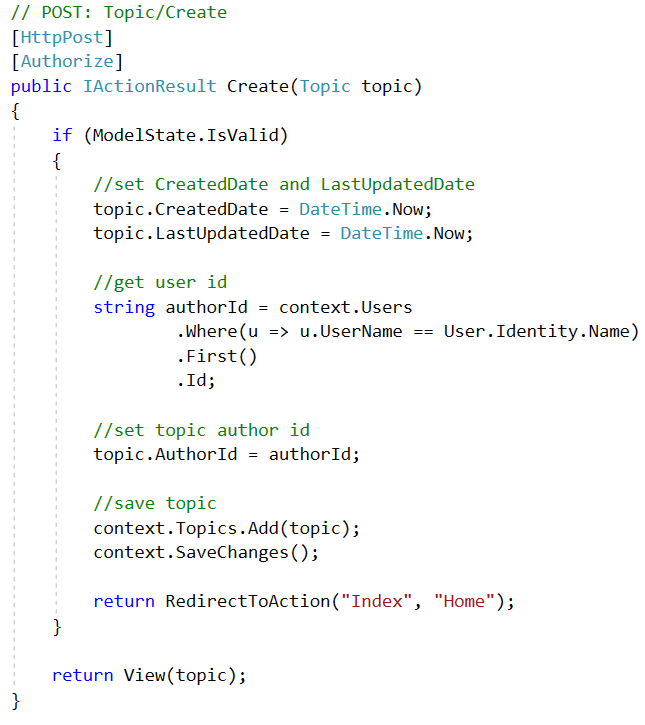 // POST: Topic/Create
[HttpPost]
[Authorize]
public IActionResult Create(Topic topic)
{
    if (ModelState.IsValid)
    {
        //set CreatedDate and LastUpdatedDate
        topic.CreatedDate = DateTime.Now;
        topic.LastUpdatedDate = DateTime.Now;

        //get user id
        string authorId = context.Users
                .Where(u => u.UserName == User.Identity.Name)
                .First()
                .Id;

        //set topic author id
        topic.AuthorId = authorId;

        //save topic
        context.Topics.Add(topic);
        context.SaveChanges();

        return RedirectToAction("Index", "Home");
    }

    return View(topic);
}